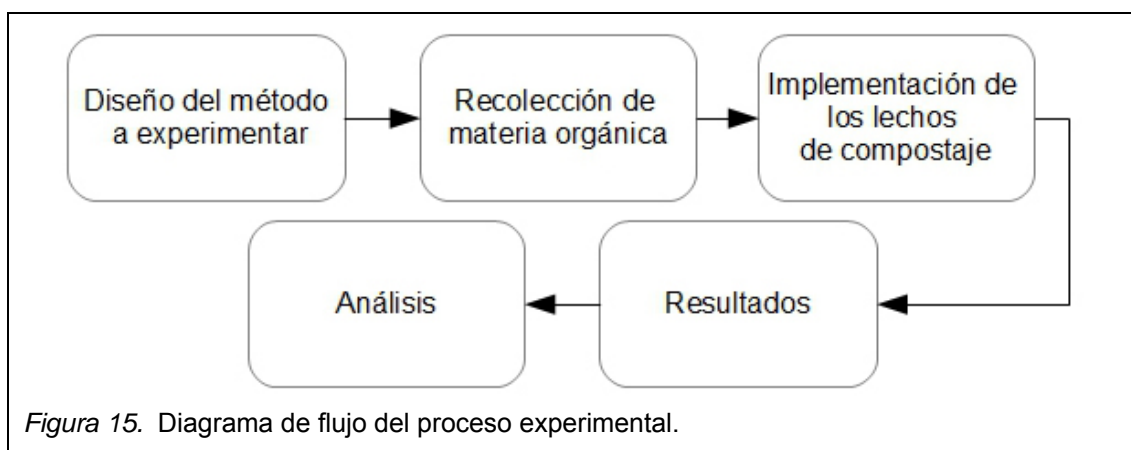 Diseño del método
a experimentar
Recolección de
materia orgánica
Implementación de
los lechos
de compostaje
Resultados
Análisis
Figura 15. Diagrama de flujo del proceso experimental.